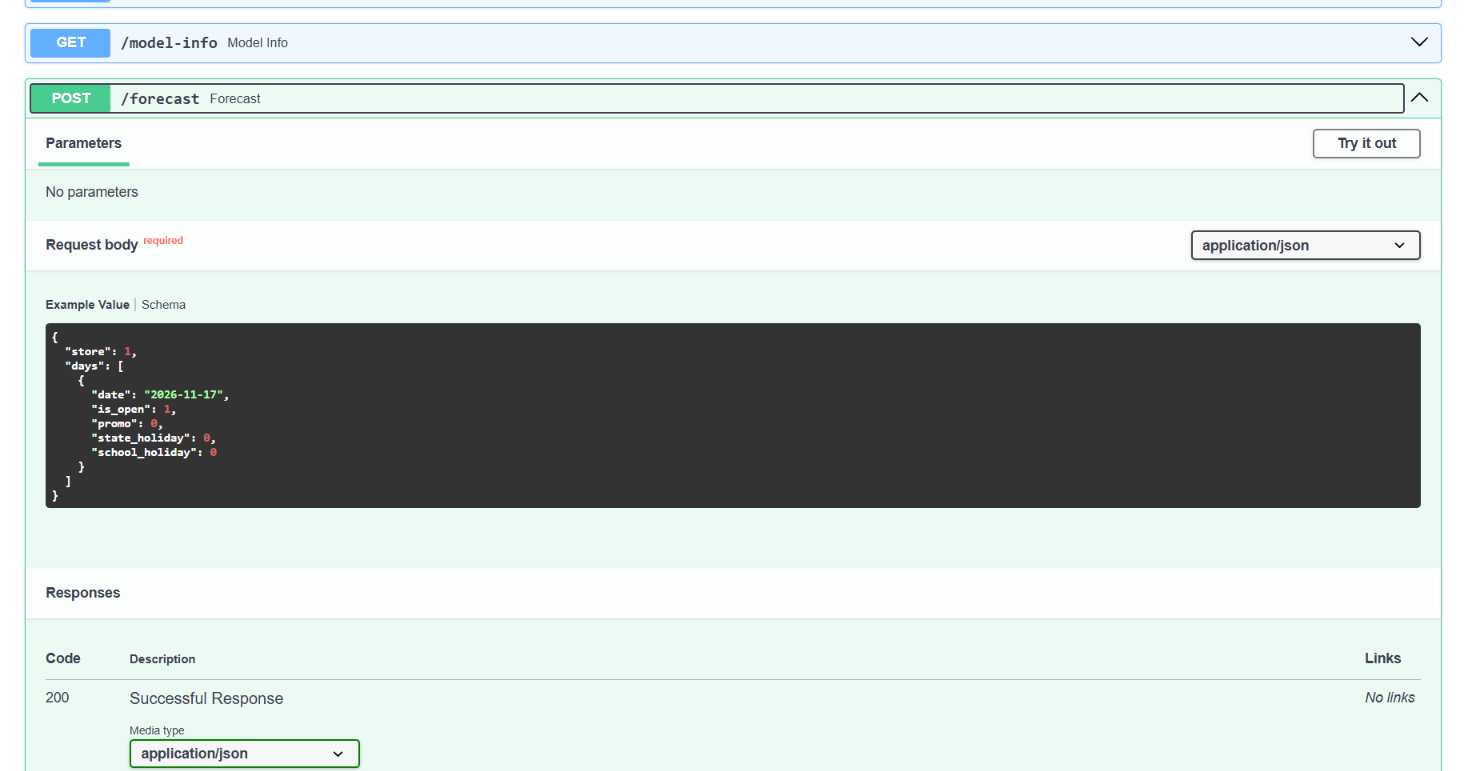 GET /model-info Model Info
POST /forecast Forecast
Parameters
Try it out
No parameters
Request body required
application/json
Example Value | Schema
{
  "store": 1,
  "days": [
    {
      "date": "2026-11-17",
      "is_open": 1,
      "promo": 0,
      "state_holiday": 0,
      "school_holiday": 0
    }
  ]
}
Responses
Code Description Links
200 Successful Response No links
Media type
application/json